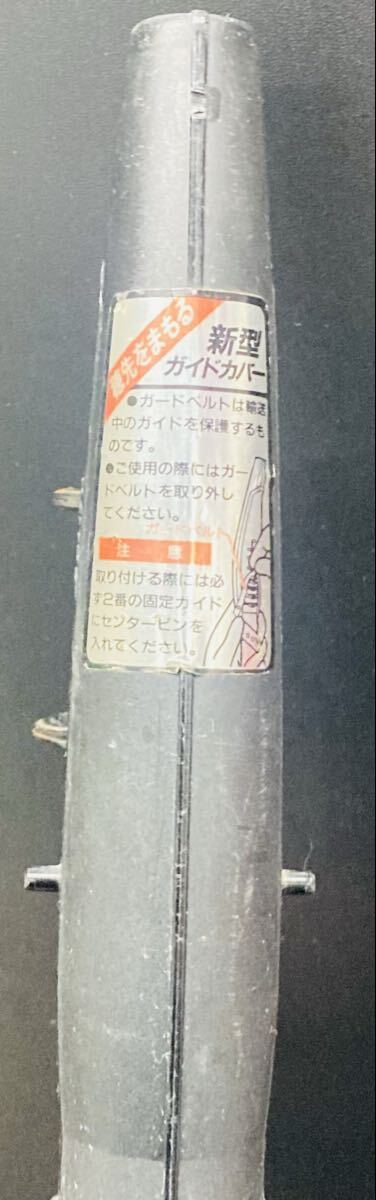 穂先をまもる
新型
ガイドカバー
●ガードベルトは輸送
中のガイドを保護するも
のです。
●ご使用の際にはガー
ドベルトを取り外し
てください。
ガードベルト
注意
取り付ける際には必
ず2番の固定ガイド
にセンターピンを
入れてください。